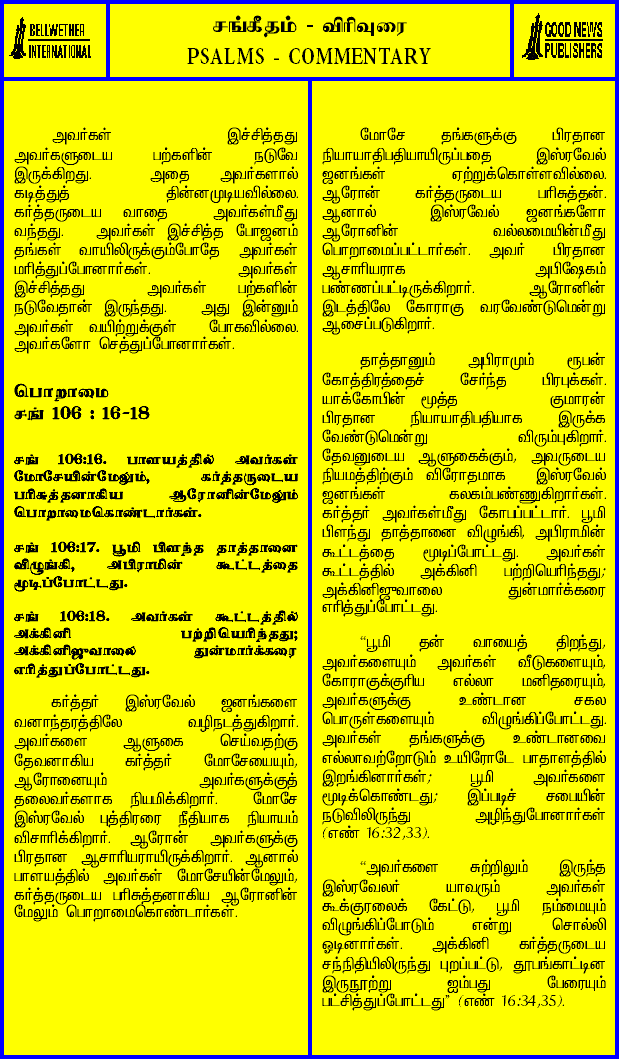 BELLWETHER
INTERNATIONAL
சங்கீதம் - விரிவுரை
PSALMS - COMMENTARY
GOOD NEWS
PUBLISHERS
அவர்கள் இச்சித்தது
அவர்களுடைய பற்களின் நடுவே
இருக்கிறது. அதை அவர்களால்
கடித்துத் தின்னமுடியவில்லை.
கர்த்தருடைய வாதை அவர்கள்மீது
வந்தது. அவர்கள் இச்சித்த போஜனம்
தங்கள் வாயிலிருக்கும்போதே அவர்கள்
மரித்துப்போனார்கள். அவர்கள்
இச்சித்தது அவர்கள் பற்களின்
நடுவேதான் இருந்தது. அது இன்னும்
அவர்கள் வயிற்றுக்குள் போகவில்லை.
அவர்களோ செத்துப்போனார்கள்.
பொறாமை
சங் 106 : 16-18
சங் 106:16. பாளயத்தில் அவர்கள்
மோசேயின்மேலும், கர்த்தருடைய
பரிசுத்தனாகிய ஆரோனின்மேலும்
பொறாமைகொண்டார்கள்.
சங் 106:17. பூமி பிளந்த தாத்தானை
விழுங்கி, அபிராமின் கூட்டத்தை
மூடிப்போட்டது.
சங் 106:18. அவர்கள் கூட்டத்தில்
அக்கினி பற்றியெரிந்தது;
அக்கினிஜுவாலை துன்மார்க்கரை
எரித்துப்போட்டது.
கர்த்தர் இஸ்ரவேல் ஜனங்களை
வனாந்தரத்திலே வழிநடத்துகிறார்.
அவர்களை ஆளுகை செய்வதற்கு
தேவனாகிய கர்த்தர் மோசேயையும்,
ஆரோனையும் அவர்களுக்குத்
தலைவர்களாக நியமிக்கிறார். மோசே
இஸ்ரவேல் புத்திரரை நீதியாக நியாயம்
விசாரிக்கிறார். ஆரோன் அவர்களுக்கு
பிரதான ஆசாரியராயிருக்கிறார். ஆனால்
பாளயத்தில் அவர்கள் மோசேயின்மேலும்,
கர்த்தருடைய பரிசுத்தனாகிய ஆரோனின்
மேலும் பொறாமைகொண்டார்கள்.
மோசே தங்களுக்கு பிரதான
நியாயாதிபதியாயிருப்பதை இஸ்ரவேல்
ஜனங்கள் ஏற்றுக்கொள்ளவில்லை.
ஆரோன் கர்த்தருடைய பரிசுத்தன்.
ஆனால் இஸ்ரவேல் ஜனங்களோ
ஆரோனின் வல்லமையின்மீது
பொறாமைப்பட்டார்கள். அவர் பிரதான
ஆசாரியராக அபிஷேகம்
பண்ணப்பட்டிருக்கிறார். ஆரோனின்
இடத்திலே கோராகு வரவேண்டுமென்று
ஆசைப்படுகிறார்.
தாத்தானும் அபிராமும் ரூபன்
கோத்திரத்தைச் சேர்ந்த பிரபுக்கள்.
யாக்கோபின் மூத்த குமாரன்
பிரதான நியாயாதிபதியாக இருக்க
வேண்டுமென்று விரும்புகிறார்.
தேவனுடைய ஆளுகைக்கும், அவருடைய
நியமத்திற்கும் விரோதமாக இஸ்ரவேல்
ஜனங்கள் கலகம்பண்ணுகிறார்கள்.
கர்த்தர் அவர்கள்மீது கோபப்பட்டார். பூமி
பிளந்து தாத்தானை விழுங்கி, அபிராமின்
கூட்டத்தை மூடிப்போட்டது. அவர்கள்
கூட்டத்தில் அக்கினி பற்றியெரிந்தது;
அக்கினிஜுவாலை துன்மார்க்கரை
எரித்துப்போட்டது.
“பூமி தன் வாயைத் திறந்து,
அவர்களையும் அவர்கள் வீடுகளையும்,
கோராகுக்குரிய எல்லா மனிதரையும்,
அவர்களுக்கு உண்டான சகல
பொருள்களையும் விழுங்கிப்போட்டது.
அவர்கள் தங்களுக்கு உண்டானவை
எல்லாவற்றோடும் உயிரோடே பாதாளத்தில்
இறங்கினார்கள்; பூமி அவர்களை
மூடிக்கொண்டது; இப்படிச் சபையின்
நடுவிலிருந்து அழிந்துபோனார்கள்
(எண் 16:32,33).
“அவர்களை சுற்றிலும் இருந்த
இஸ்ரவேலர் யாவரும் அவர்கள்
கூக்குரலைக் கேட்டு, பூமி நம்மையும்
விழுங்கிப்போடும் என்று சொல்லி
ஓடினார்கள். அக்கினி கர்த்தருடைய
சந்நிதியிலிருந்து புறப்பட்டு, தூபங்காட்டின
இருநூற்று ஐம்பது பேரையும்
பட்சித்துப்போட்டது” (எண் 16:34,35).